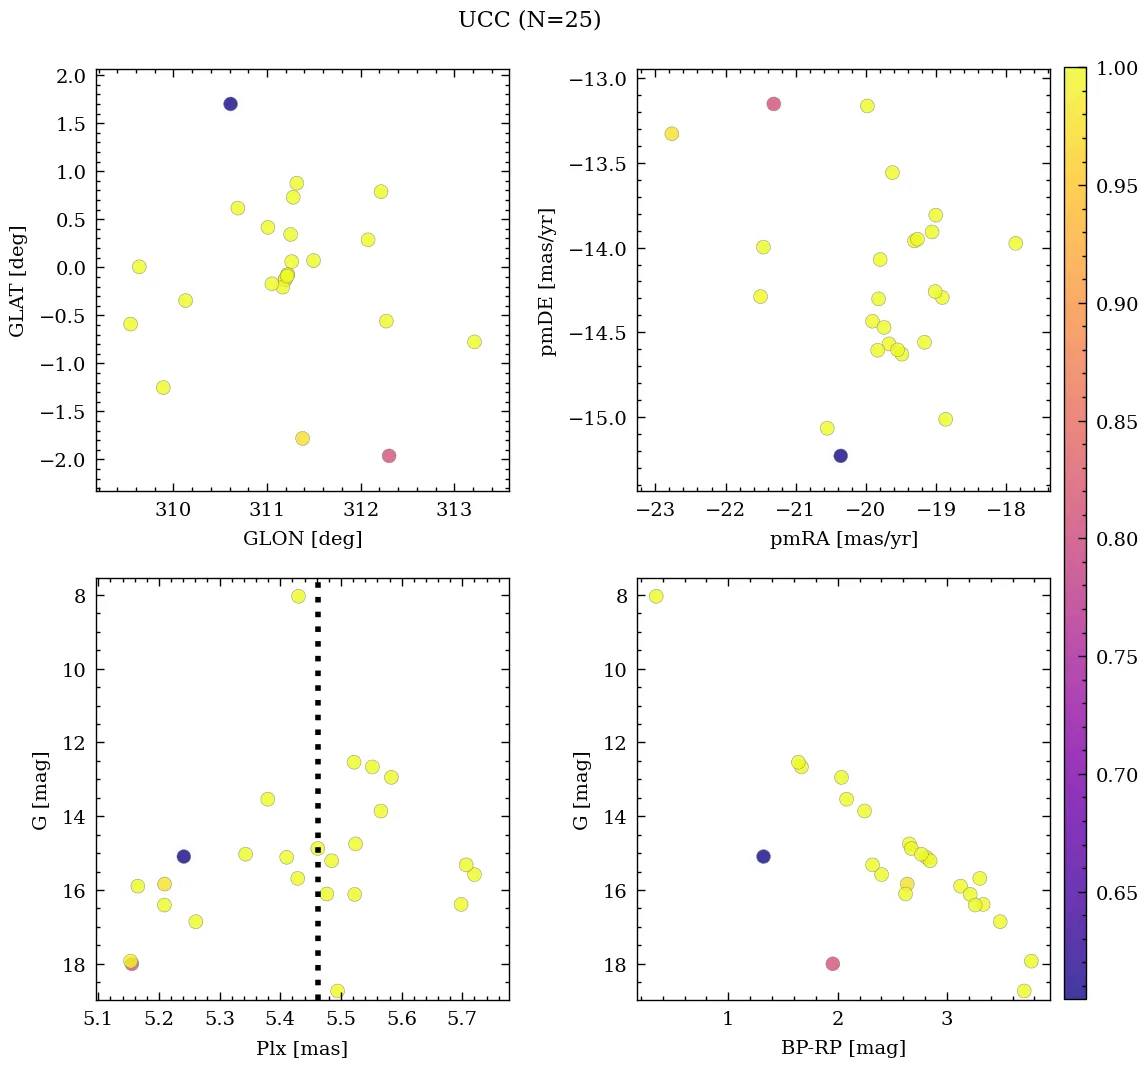 UCC (N=25)
2.0
1.5
1.0
0.5
0.0
−0.5
−1.0
−1.5
−2.0
GLAT [deg]
310 311 312 313
GLON [deg]
−13.0
−13.5
−14.0
−14.5
−15.0
pmDE [mas/yr]
−23 −22 −21 −20 −19 −18
pmRA [mas/yr]
8
10
12
14
16
18
G [mag]
5.1 5.2 5.3 5.4 5.5 5.6 5.7
Plx [mas]
8
10
12
14
16
18
G [mag]
1 2 3
BP-RP [mag]
1.00
0.95
0.90
0.85
0.80
0.75
0.70
0.65